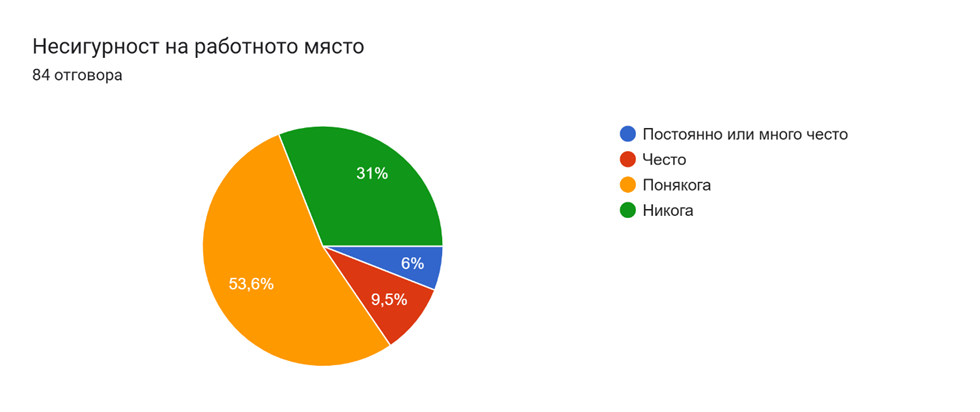 Несигурност на работното място
84 отговора
31%
6%
9,5%
53,6%
Постоянно или много често
Често
Понякога
Никога